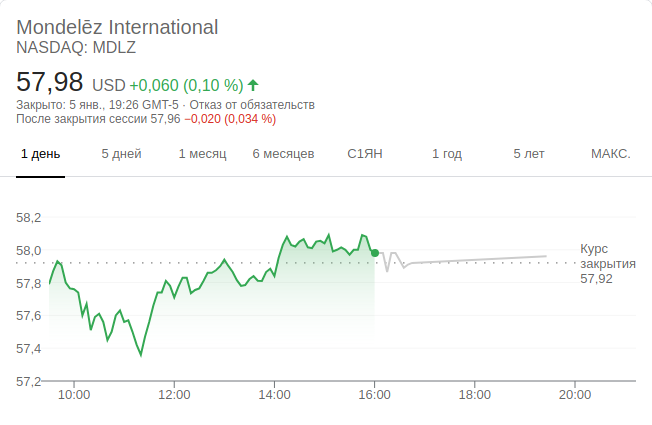 Mondelēz International
NASDAQ: MDLZ
57,98 USD +0,060 (0,10 %)
Закрыто: 5 янв., 19:26 GMT-5 · Отказ от обязательств
После закрытия сессии 57,96 −0,020 (0,034 %)
1 день 5 дней 1 месяц 6 месяцев С1ЯН 1 год 5 лет МАКС.
58,2
58,0
57,8
57,6
57,4
57,2
Курс
закрытия
57,92
10:00 12:00 14:00 16:00 18:00 20:00